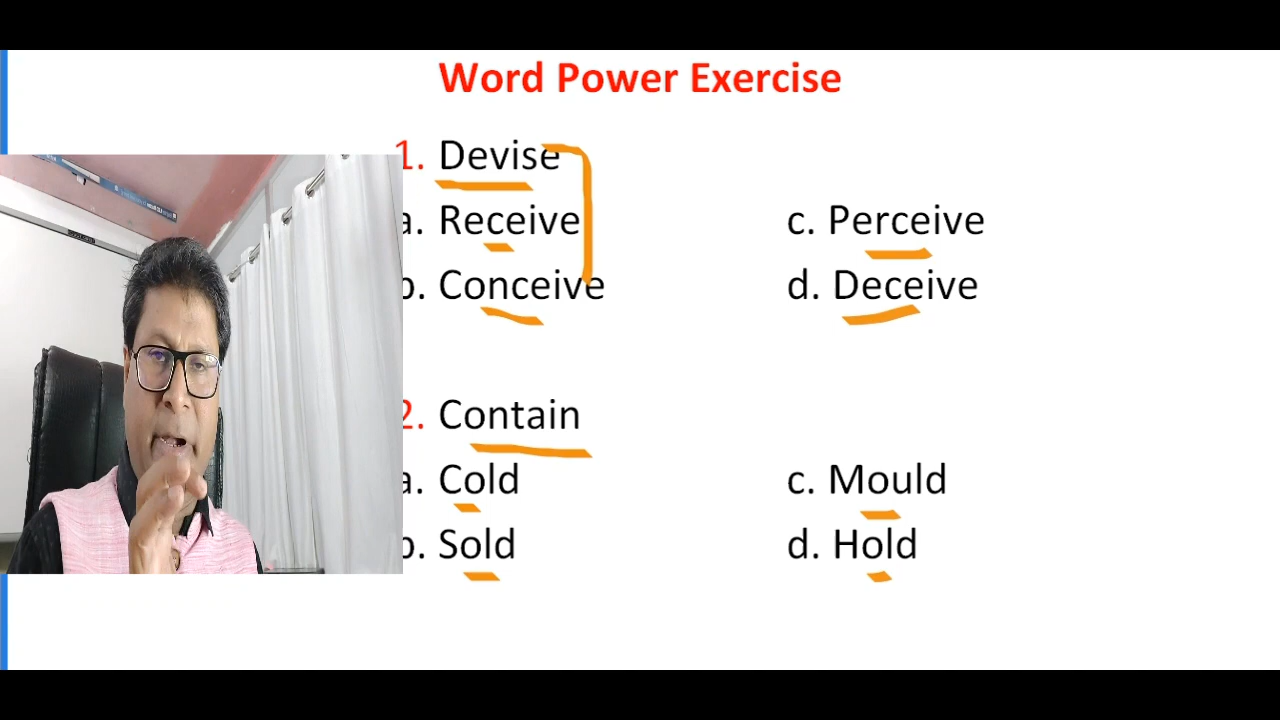 Word Power Exercise
1. Devise
a. Receive c. Perceive
b. Conceive d. Deceive
2. Contain
a. Cold c. Mould
b. Sold d. Hold